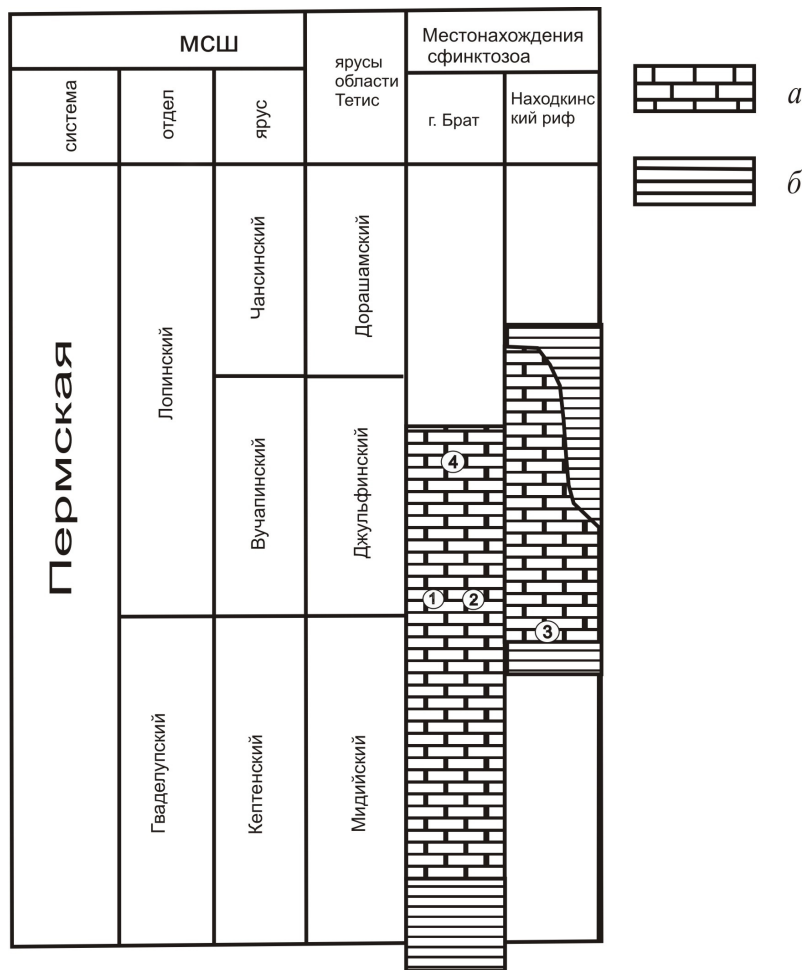 МСШ
ярусы
области
Тетис
Местонахождения
сфинктозоа
система
отдел
ярус
г. Брат
Находкинс
кий риф
а
б
Пермская
Лопинский
Гваделупский
Чансинский
Вучапинский
Кептенский
Дорашамский
Джульфинский
Мидийский
4
1 2
3